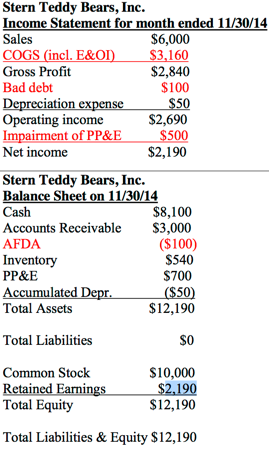 Stern Teddy Bears, Inc.
Income Statement for month ended 11/30/14
Sales $6,000
COGS (incl. E&OI) $3,160
Gross Profit $2,840
Bad debt $100
Depreciation expense $50
Operating income $2,690
Impairment of PP&E $500
Net income $2,190
Stern Teddy Bears, Inc.
Balance Sheet on 11/30/14
Cash $8,100
Accounts Receivable $3,000
AFDA ($100)
Inventory $540
PP&E $700
Accumulated Depr. ($50)
Total Assets $12,190
Total Liabilities $0
Common Stock $10,000
Retained Earnings $2,190
Total Equity $12,190
Total Liabilities & Equity $12,190